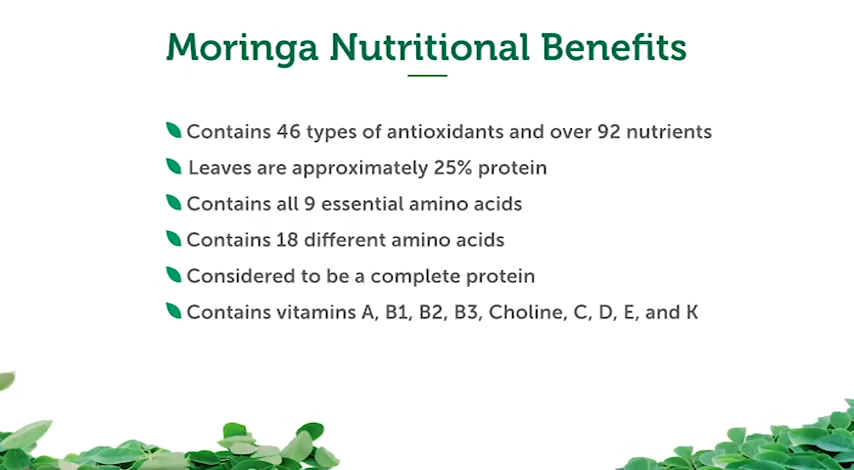 Moringa Nutritional Benefits
Contains 46 types of antioxidants and over 92 nutrients
Leaves are approximately 25% protein
Contains all 9 essential amino acids
Contains 18 different amino acids
Considered to be a complete protein
Contains vitamins A, B1, B2, B3, Choline, C, D, E, and K